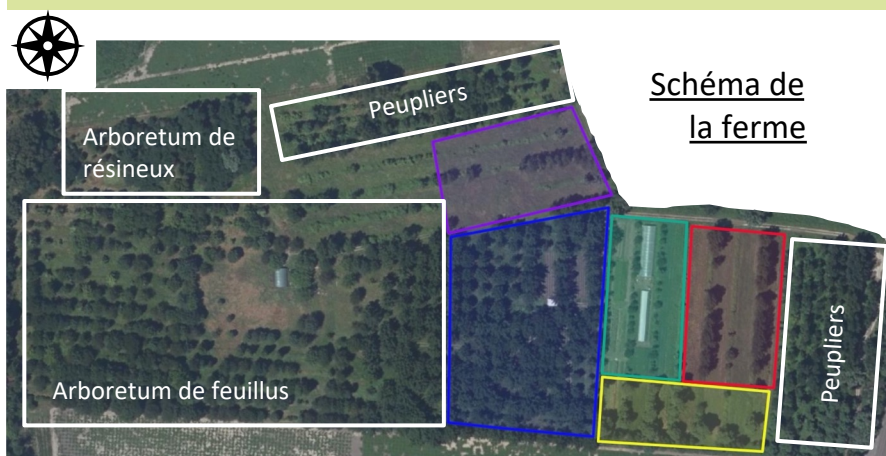 Schéma de
la ferme
Peupliers
Arboretum de
résineux
Arboretum de feuillus
Peupliers